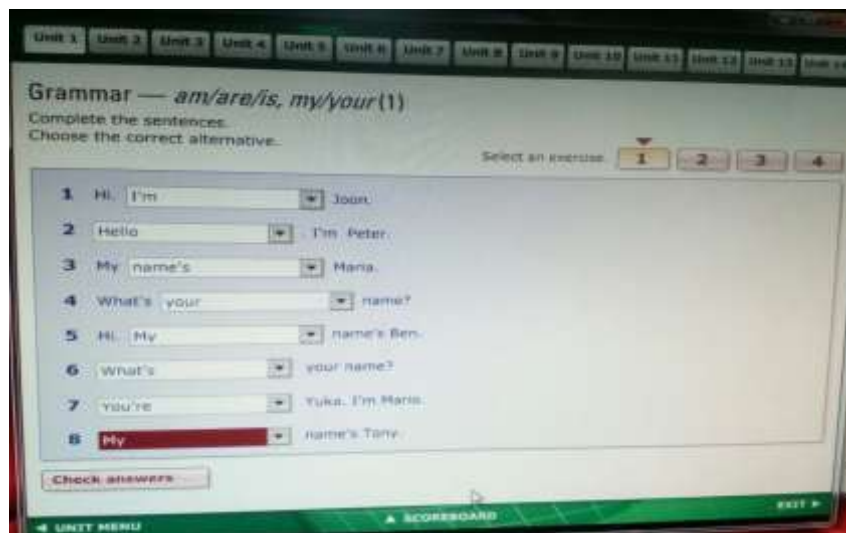 Unit 1 Unit 2 Unit 3 Unit 4 Unit 5 Unit 6 Unit 7 Unit 8 Unit 9 Unit 10 Unit 11 Unit 12 Unit 13 Unit 14
Grammar — am/are/is, my/your (1)
Complete the sentences.
Choose the correct alternative.
Select an exercise 1 2 3 4
1 Hi. I'm Joon.
2 Hello . I'm Peter.
3 My name's Maria.
4 What's your name?
5 Hi. My name's Ben.
6 What's your name?
7 You're Yuka. I'm Mario.
8 My name's Tony.
Check answers
◄ UNIT MENU ▲ SCOREBOARD EXIT ►